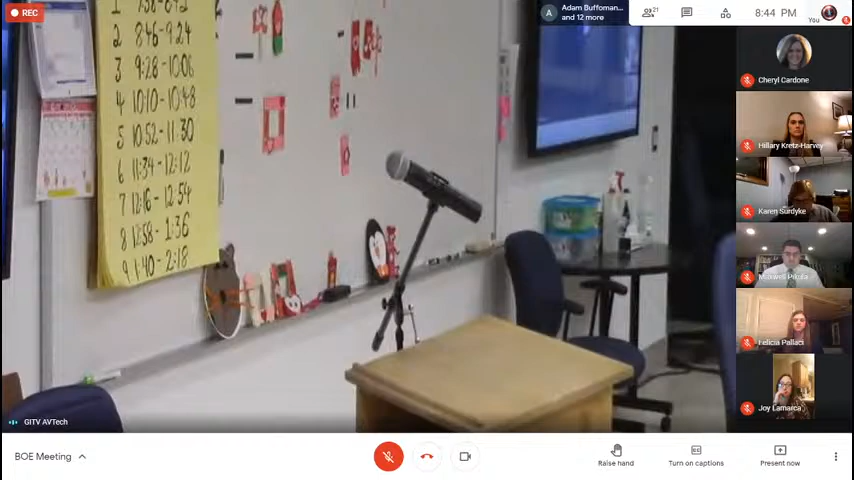 REC
Adam Buffoman...
and 12 more
21
8:44 PM
You
A
1 7:58-8:42
2 8:46-9:24
3 9:28-10:06
4 10:10-10:48
5 10:52-11:30
6 11:34-12:12
7 12:16-12:54
8 12:58-1:36
9 1:40-2:18
Cheryl Cardone
Hillary Kretz-Harvey
Karen Surdyke
Felicia Pallaci
Joy Lamarca
GITV AVTech
BOE Meeting
Raise hand
Turn on captions
Present now